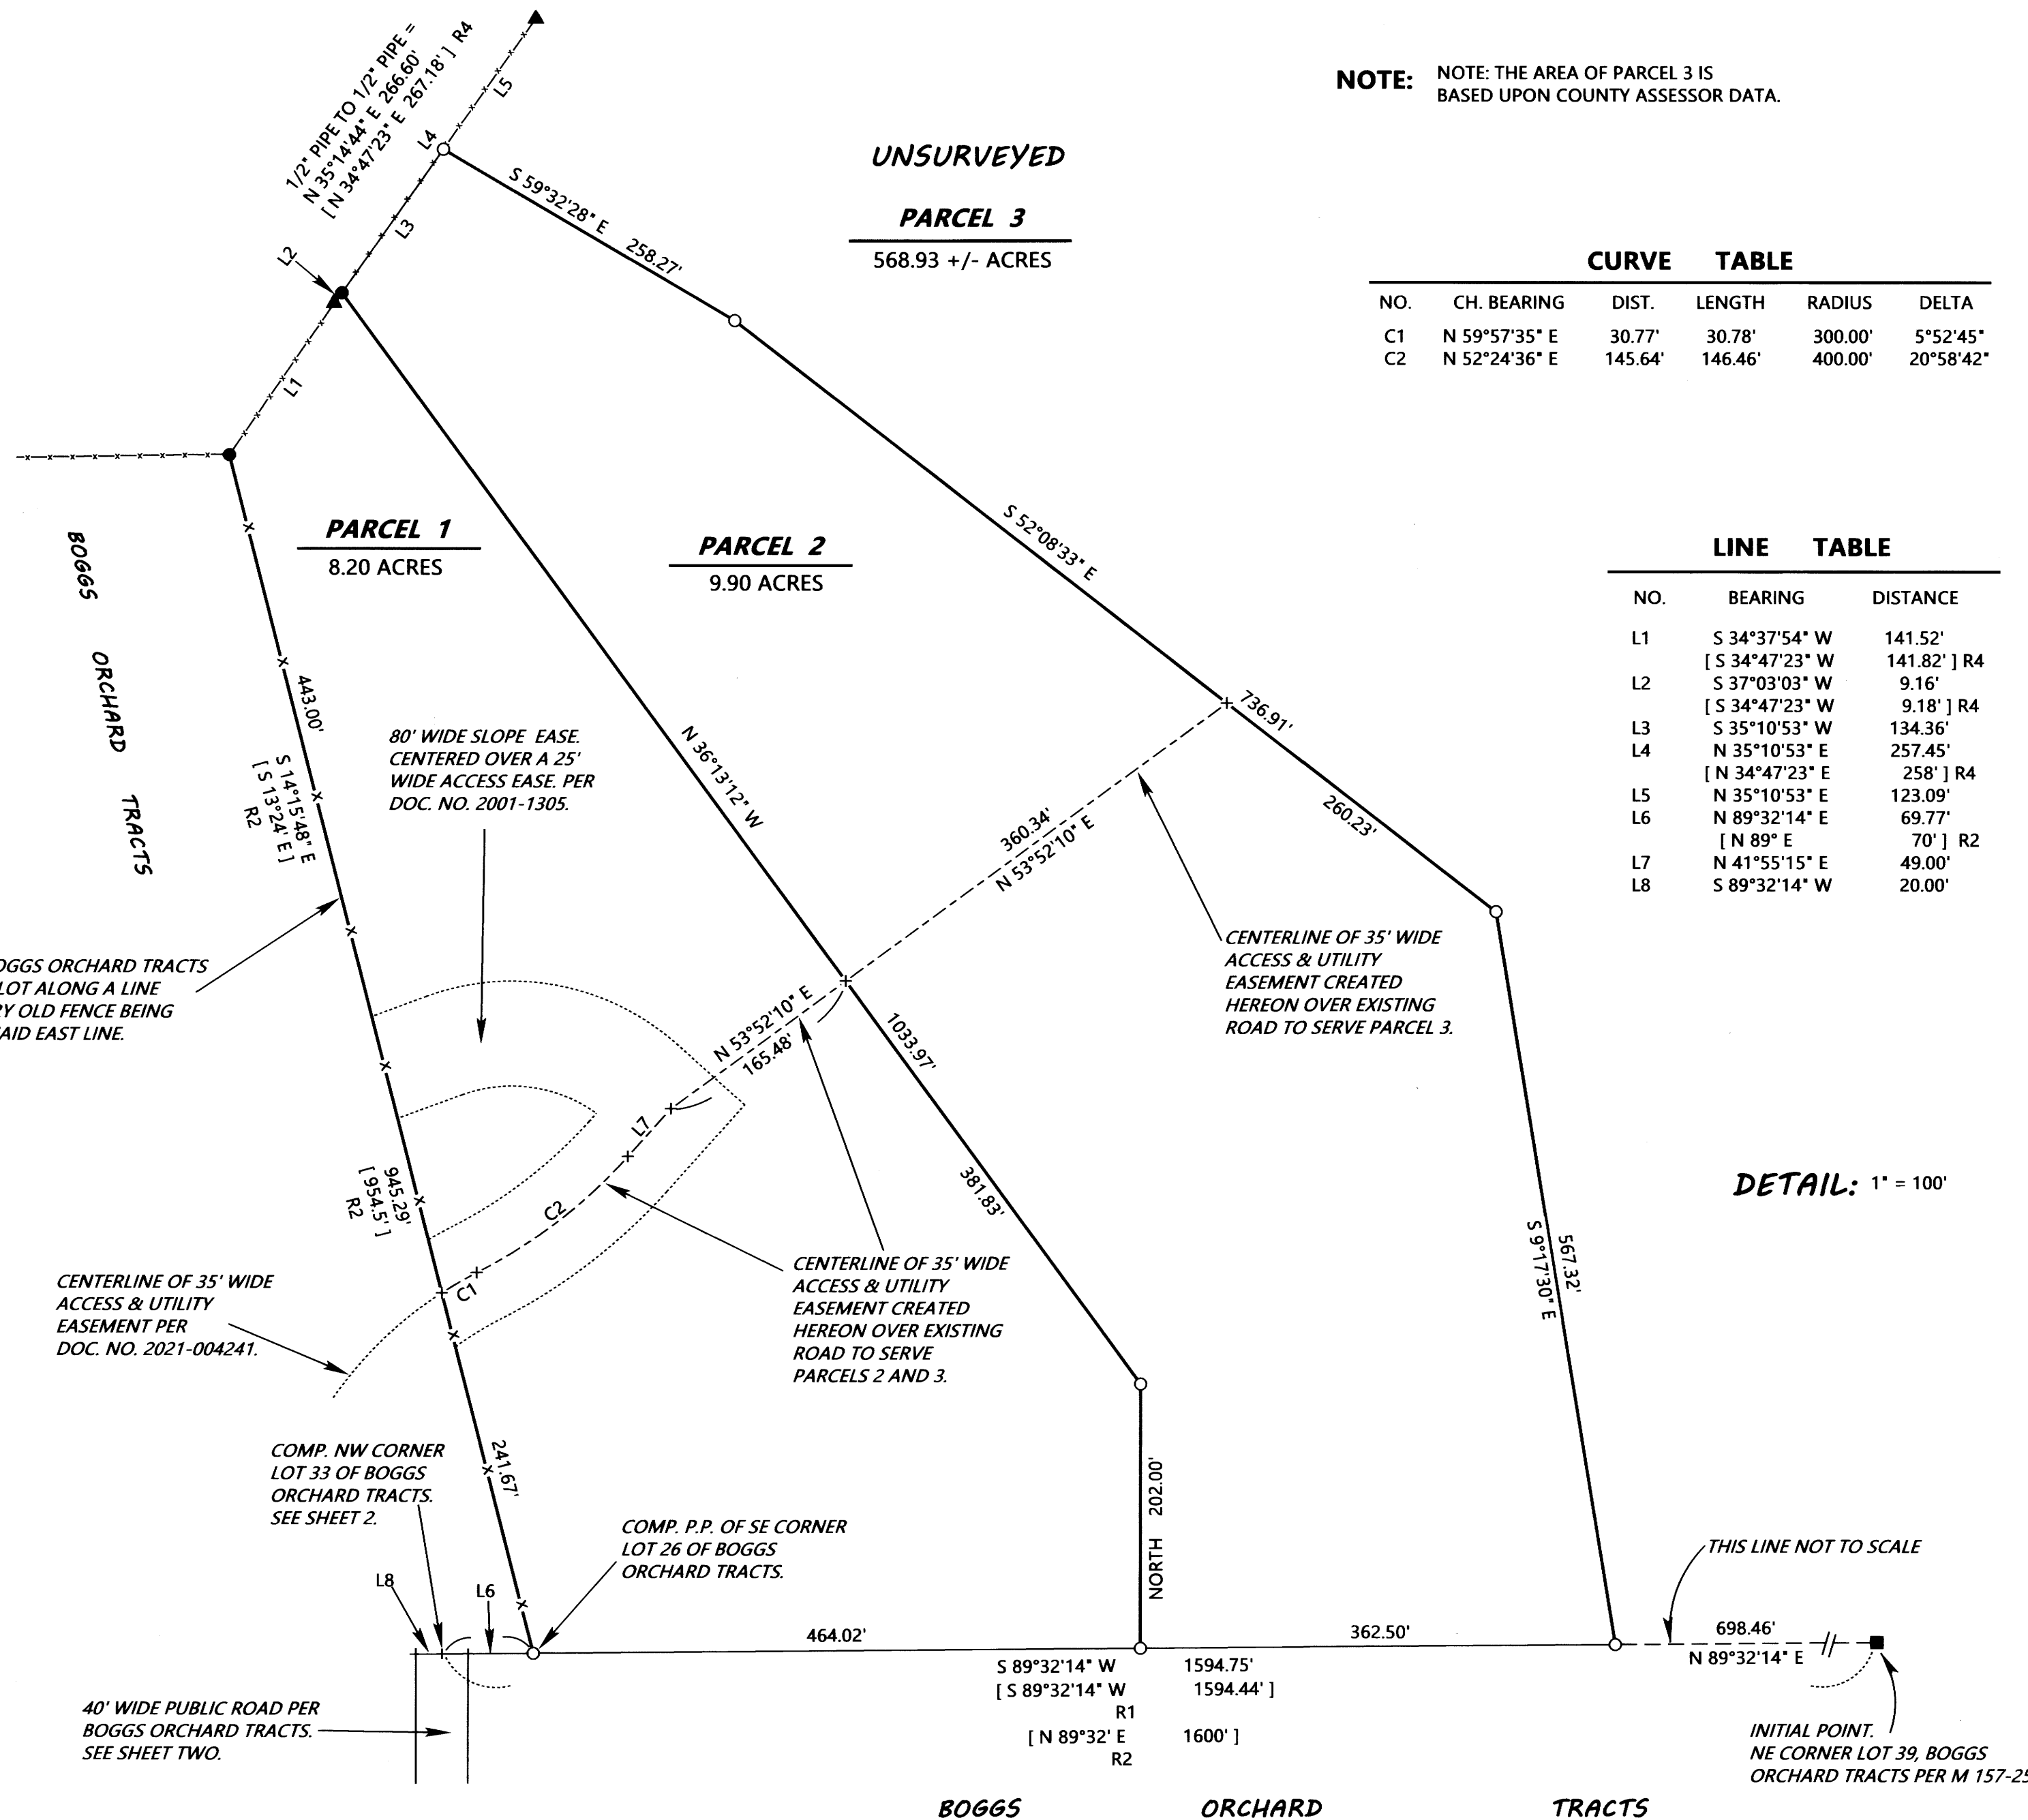 1/2" PIPE TO 1/2" PIPE =
N 35°14'44" E 266.60'
[ N 34°47'23" E 267.18' ] R4
L5
L4
L3
L2
L1
NOTE: NOTE: THE AREA OF PARCEL 3 IS
BASED UPON COUNTY ASSESSOR DATA.
UNSURVEYED
PARCEL 3
568.93 +/- ACRES
S 59°32'28" E 258.27'
CURVE TABLE
NO. CH. BEARING DIST. LENGTH RADIUS DELTA
C1 N 59°57'35" E 30.77' 30.78' 300.00' 5°52'45"
C2 N 52°24'36" E 145.64' 146.46' 400.00' 20°58'42"
PARCEL 1
8.20 ACRES
PARCEL 2
9.90 ACRES
S 52°08'33" E
736.91'
260.23'
LINE TABLE
NO. BEARING DISTANCE
L1 S 34°37'54" W 141.52'
[ S 34°47'23" W 141.82' ] R4
L2 S 37°03'03" W 9.16'
[ S 34°47'23" W 9.18' ] R4
L3 S 35°10'53" W 134.36'
L4 N 35°10'53" E 257.45'
[ N 34°47'23" E 258' ] R4
L5 N 35°10'53" E 123.09'
L6 N 89°32'14" E 69.77'
[ N 89° E 70' ] R2
L7 N 41°55'15" E 49.00'
L8 S 89°32'14" W 20.00'
BOGGS ORCHARD TRACTS
443.00'
S 14°15'48" E
[ S 13°24' E ]
R2
80' WIDE SLOPE EASE.
CENTERED OVER A 25'
WIDE ACCESS EASE. PER
DOC. NO. 2001-1305.
N 36°13'12" W
1033.97'
381.83'
360.34'
N 53°52'10" E
N 53°52'10" E
165.48'
CENTERLINE OF 35' WIDE
ACCESS & UTILITY
EASEMENT CREATED
HEREON OVER EXISTING
ROAD TO SERVE PARCEL 3.
OGGS ORCHARD TRACTS
LOT ALONG A LINE
RY OLD FENCE BEING
AID EAST LINE.
L7
C2
C1
945.29'
[ 954.5' ]
R2
DETAIL: 1" = 100'
567.32'
S 9°17'30" E
CENTERLINE OF 35' WIDE
ACCESS & UTILITY
EASEMENT PER
DOC. NO. 2021-004241.
CENTERLINE OF 35' WIDE
ACCESS & UTILITY
EASEMENT CREATED
HEREON OVER EXISTING
ROAD TO SERVE
PARCELS 2 AND 3.
COMP. NW CORNER
LOT 33 OF BOGGS
ORCHARD TRACTS.
SEE SHEET 2.
241.67'
COMP. P.P. OF SE CORNER
LOT 26 OF BOGGS
ORCHARD TRACTS.
NORTH 202.00'
THIS LINE NOT TO SCALE
L8
L6
464.02'
362.50'
698.46'
N 89°32'14" E
S 89°32'14" W 1594.75'
[ S 89°32'14" W 1594.44' ]
R1
[ N 89°32' E 1600' ]
R2
40' WIDE PUBLIC ROAD PER
BOGGS ORCHARD TRACTS.
SEE SHEET TWO.
INITIAL POINT.
NE CORNER LOT 39, BOGGS
ORCHARD TRACTS PER M 157-25
BOGGS ORCHARD TRACTS